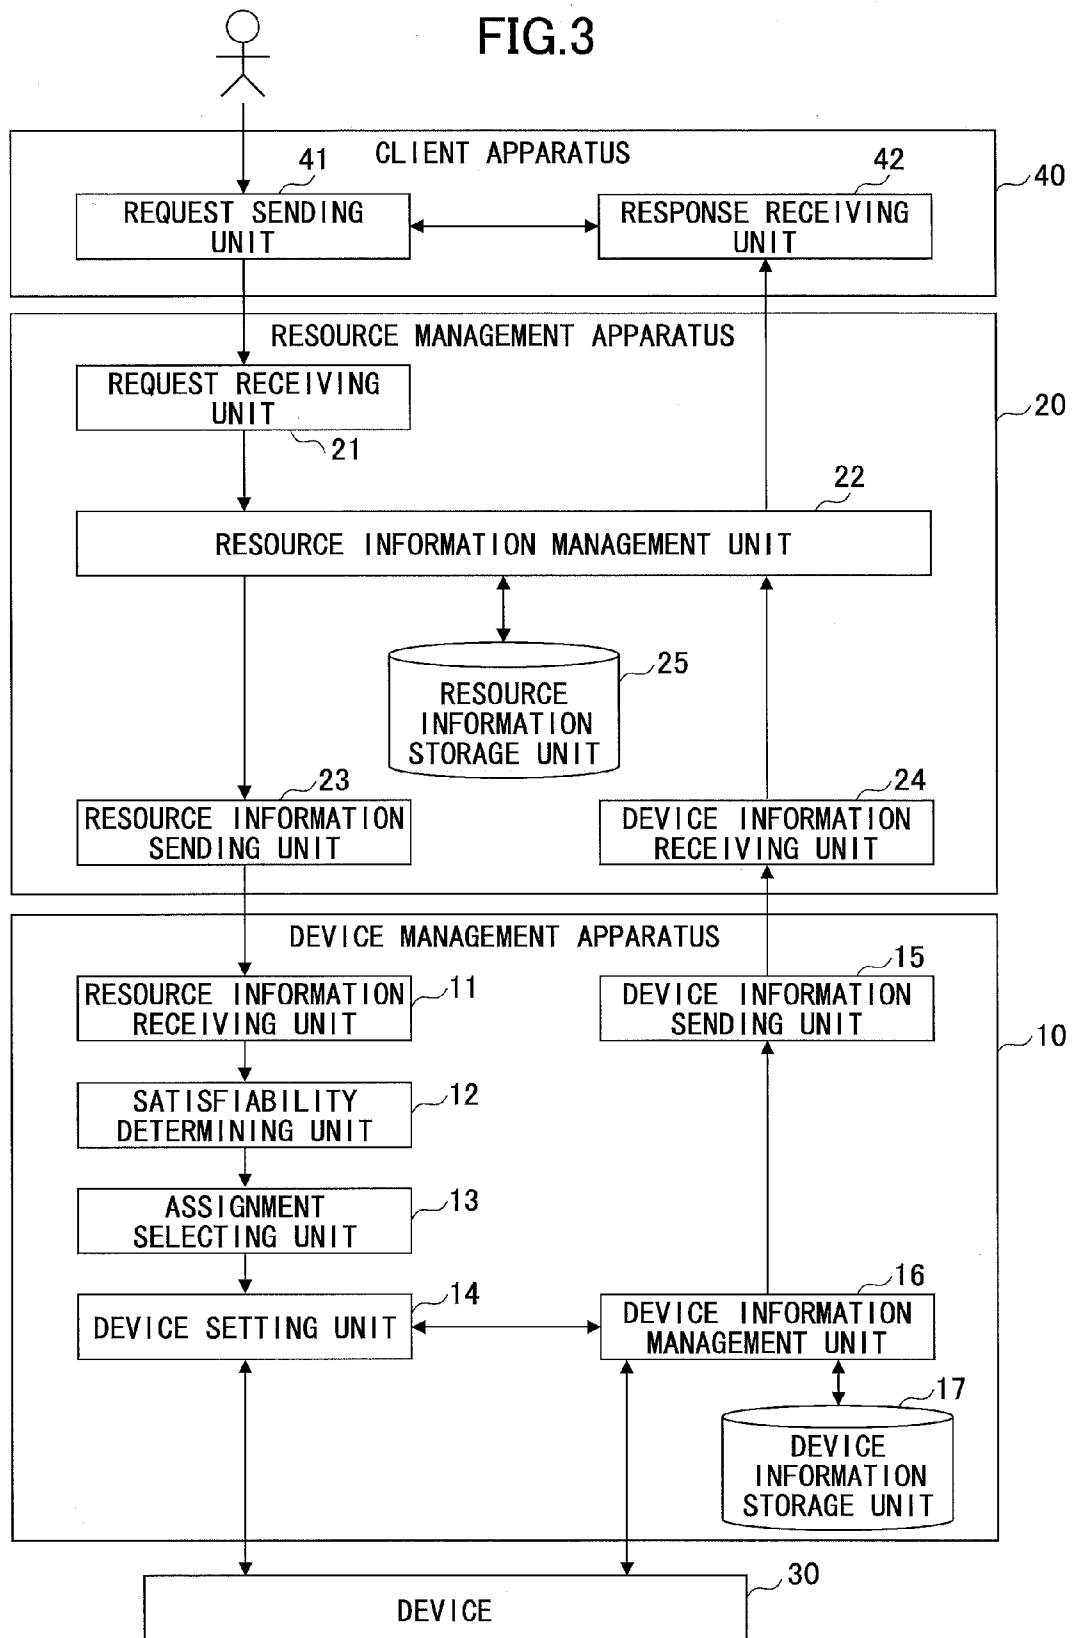 FIG.3
CLIENT APPARATUS
41
42
40
REQUEST SENDING
UNIT
RESPONSE RECEIVING
UNIT
RESOURCE MANAGEMENT APPARATUS
REQUEST RECEIVING
UNIT
20
21
22
RESOURCE INFORMATION MANAGEMENT UNIT
25
RESOURCE
INFORMATION
STORAGE UNIT
23
24
RESOURCE INFORMATION
SENDING UNIT
DEVICE INFORMATION
RECEIVING UNIT
DEVICE MANAGEMENT APPARATUS
15
RESOURCE INFORMATION
RECEIVING UNIT
11
DEVICE INFORMATION
SENDING UNIT
10
SATISFIABILITY
DETERMINING UNIT
12
ASSIGNMENT
SELECTING UNIT
13
14
16
DEVICE SETTING UNIT
DEVICE INFORMATION
MANAGEMENT UNIT
17
DEVICE
INFORMATION
STORAGE UNIT
30
DEVICE